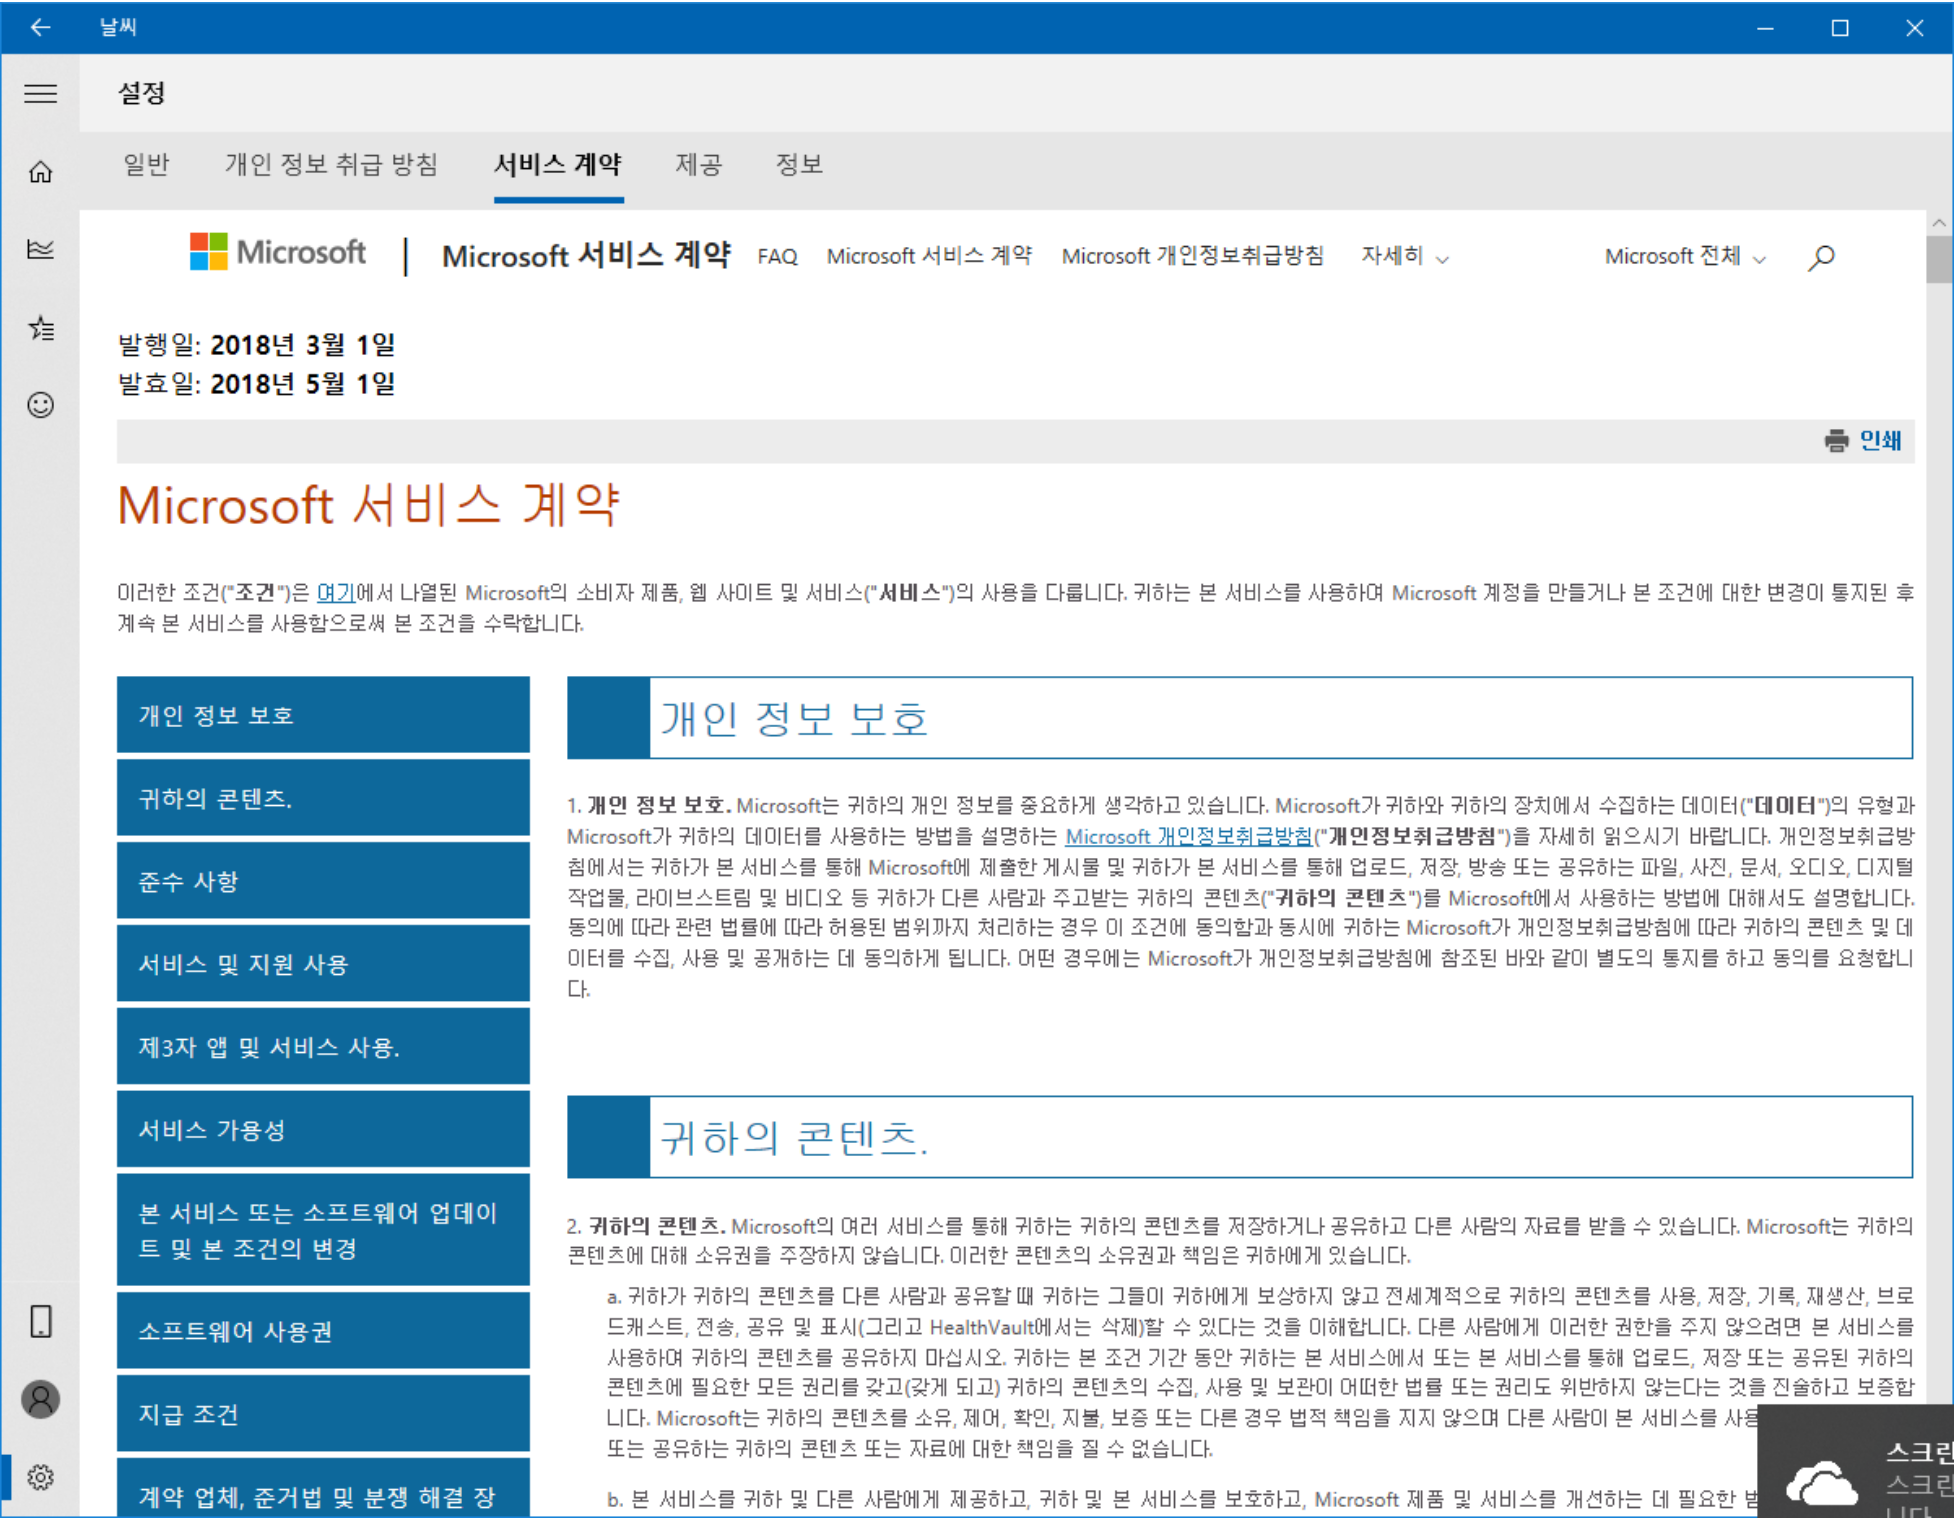 날씨
설정
일반 개인 정보 취급 방침 서비스 계약 제공 정보
Microsoft | Microsoft 서비스 계약 FAQ Microsoft 서비스 계약 Microsoft 개인정보취급방침 자세히 Microsoft 전체
발행일: 2018년 3월 1일
발효일: 2018년 5월 1일
인쇄
Microsoft 서비스 계약
이러한 조건("조건")은 여기에서 나열된 Microsoft의 소비자 제품, 웹 사이트 및 서비스("서비스")의 사용을 다룹니다. 귀하는 본 서비스를 사용하여 Microsoft 계정을 만들거나 본 조건에 대한 변경이 통지된 후
계속 본 서비스를 사용함으로써 본 조건을 수락합니다.
개인 정보 보호
귀하의 콘텐츠.
준수 사항
서비스 및 지원 사용
제3자 앱 및 서비스 사용.
서비스 가용성
본 서비스 또는 소프트웨어 업데이
트 및 본 조건의 변경
소프트웨어 사용권
지급 조건
계약 업체, 준거법 및 분쟁 해결 장
개인 정보 보호
1. 개인 정보 보호. Microsoft는 귀하의 개인 정보를 중요하게 생각하고 있습니다. Microsoft가 귀하와 귀하의 장치에서 수집하는 데이터("데이터")의 유형과
Microsoft가 귀하의 데이터를 사용하는 방법을 설명하는 Microsoft 개인정보취급방침("개인정보취급방침")을 자세히 읽으시기 바랍니다. 개인정보취급방
침에서는 귀하가 본 서비스를 통해 Microsoft에 제출한 게시물 및 귀하가 본 서비스를 통해 업로드, 저장, 방송 또는 공유하는 파일, 사진, 문서, 오디오, 디지털
작업물, 라이브스트림 및 비디오 등 귀하가 다른 사람과 주고받는 귀하의 콘텐츠("귀하의 콘텐츠")를 Microsoft에서 사용하는 방법에 대해서도 설명합니다.
동의에 따라 관련 법률에 따라 허용된 범위까지 처리하는 경우 이 조건에 동의함과 동시에 귀하는 Microsoft가 개인정보취급방침에 따라 귀하의 콘텐츠 및 데
이터를 수집, 사용 및 공개하는 데 동의하게 됩니다. 어떤 경우에는 Microsoft가 개인정보취급방침에 참조된 바와 같이 별도의 통지를 하고 동의를 요청합니
다.
귀하의 콘텐츠.
2. 귀하의 콘텐츠. Microsoft의 여러 서비스를 통해 귀하는 귀하의 콘텐츠를 저장하거나 공유하고 다른 사람의 자료를 받을 수 있습니다. Microsoft는 귀하의
콘텐츠에 대해 소유권을 주장하지 않습니다. 이러한 콘텐츠의 소유권과 책임은 귀하에게 있습니다.
a. 귀하가 귀하의 콘텐츠를 다른 사람과 공유할 때 귀하는 그들이 귀하에게 보상하지 않고 전세계적으로 귀하의 콘텐츠를 사용, 저장, 기록, 재생산, 브로
드캐스트, 전송, 공유 및 표시(그리고 HealthVault에서는 삭제)할 수 있다는 것을 이해합니다. 다른 사람에게 이러한 권한을 주지 않으려면 본 서비스를
사용하여 귀하의 콘텐츠를 공유하지 마십시오. 귀하는 본 조건 기간 동안 귀하는 본 서비스에서 또는 본 서비스를 통해 업로드, 저장 또는 공유된 귀하의
콘텐츠에 필요한 모든 권리를 갖고(갖게 되고) 귀하의 콘텐츠의 수집, 사용 및 보관이 어떠한 법률 또는 권리도 위반하지 않는다는 것을 진술하고 보증합
니다. Microsoft는 귀하의 콘텐츠를 소유, 제어, 확인, 지불, 보증 또는 다른 경우 법적 책임을 지지 않으며 다른 사람이 본 서비스를 사용
또는 공유하는 귀하의 콘텐츠 또는 자료에 대한 책임을 질 수 없습니다.
b. 본 서비스를 귀하 및 다른 사람에게 제공하고, 귀하 및 본 서비스를 보호하고, Microsoft 제품 및 서비스를 개선하는 데 필요한
스크린
스크린